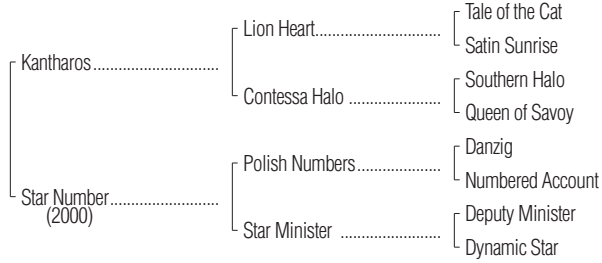 Tale of the Cat
Lion Heart
Satin Sunrise
Kantharos
Southern Halo
Contessa Halo
Queen of Savoy
Danzig
Polish Numbers
Numbered Account
Star Number
(2000)
Deputy Minister
Star Minister
Dynamic Star